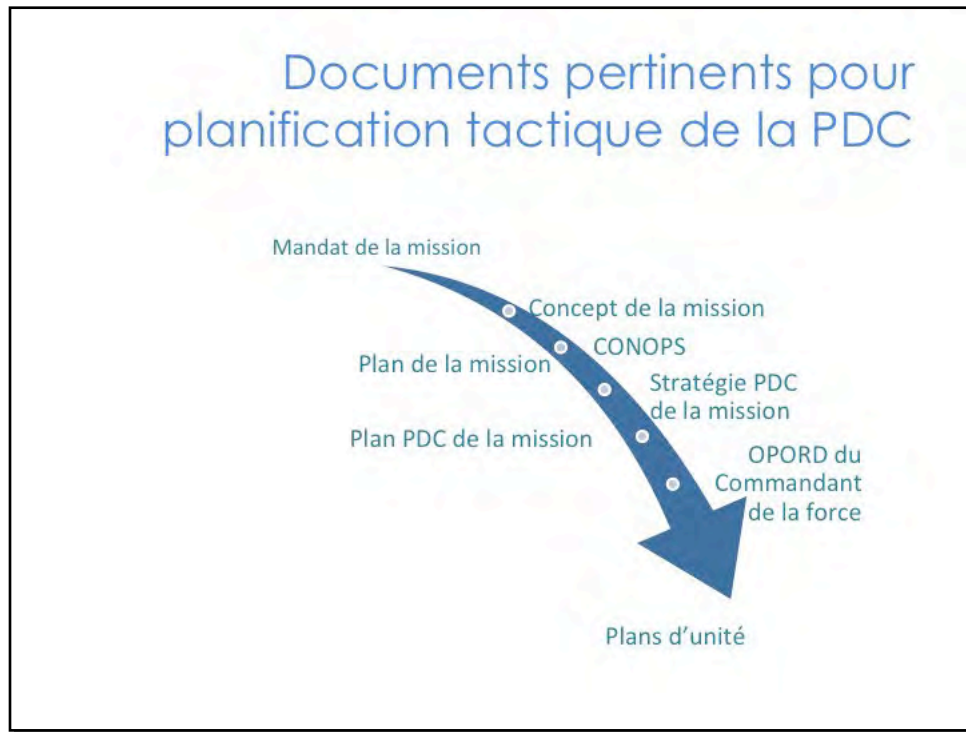 Documents pertinents pour
planification tactique de la PDC
Mandat de la mission
Concept de la mission
CONOPS
Plan de la mission
Stratégie PDC
de la mission
Plan PDC de la mission
OPORD du
Commandant
de la force
Plans d’unité